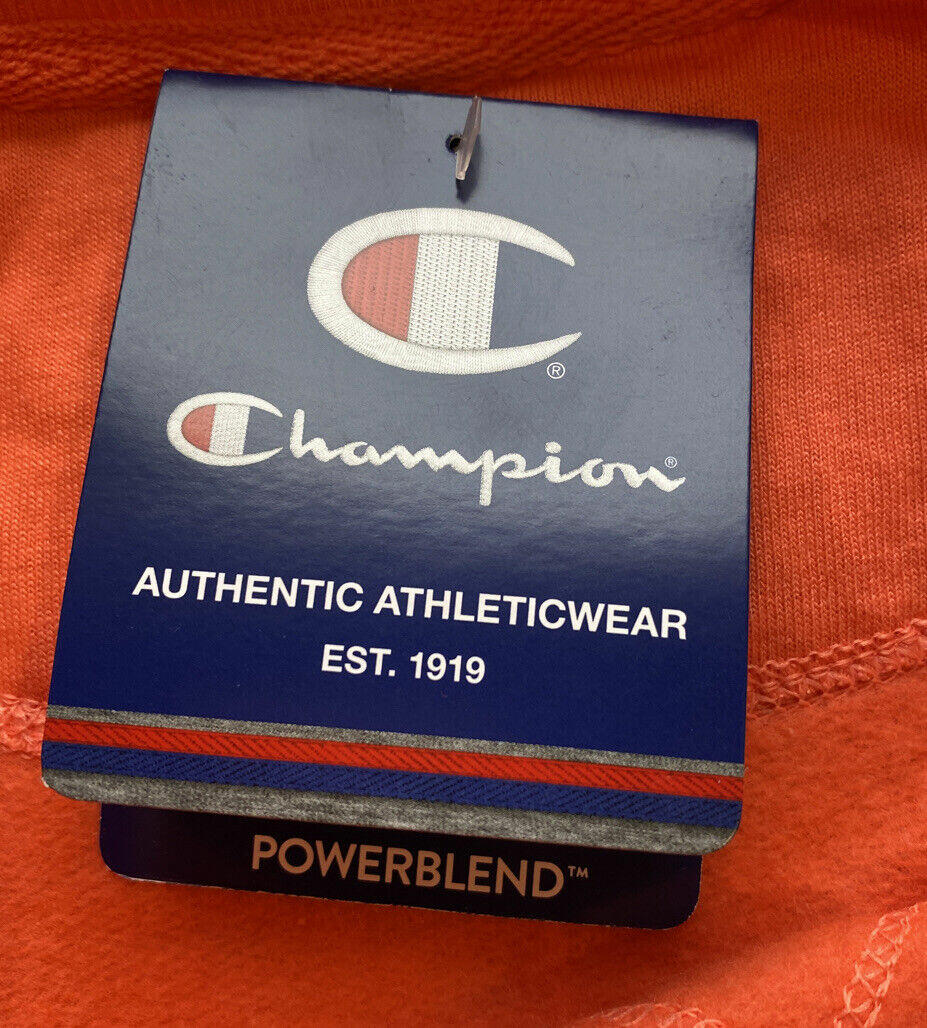 ®
Champion®
AUTHENTIC ATHLETICWEAR
EST. 1919
POWERBLEND™